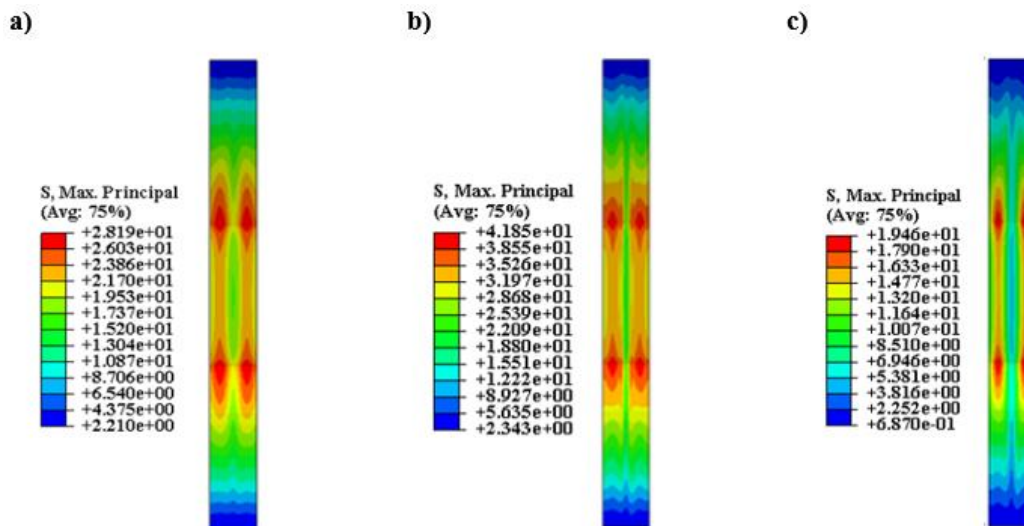 a)
b)
c)
S, Max. Principal
(Avg: 75%)
+2.819e+01
+2.603e+01
+2.386e+01
+2.170e+01
+1.953e+01
+1.737e+01
+1.520e+01
+1.304e+01
+1.087e+01
+8.706e+00
+6.540e+00
+4.375e+00
+2.210e+00
S, Max. Principal
(Avg: 75%)
+4.185e+01
+3.855e+01
+3.526e+01
+3.197e+01
+2.868e+01
+2.539e+01
+2.209e+01
+1.880e+01
+1.551e+01
+1.222e+01
+8.927e+00
+5.635e+00
+2.343e+00
S, Max. Principal
(Avg: 75%)
+1.946e+01
+1.790e+01
+1.633e+01
+1.477e+01
+1.320e+01
+1.164e+01
+1.007e+01
+8.510e+00
+6.946e+00
+5.381e+00
+3.816e+00
+2.252e+00
+6.870e-01